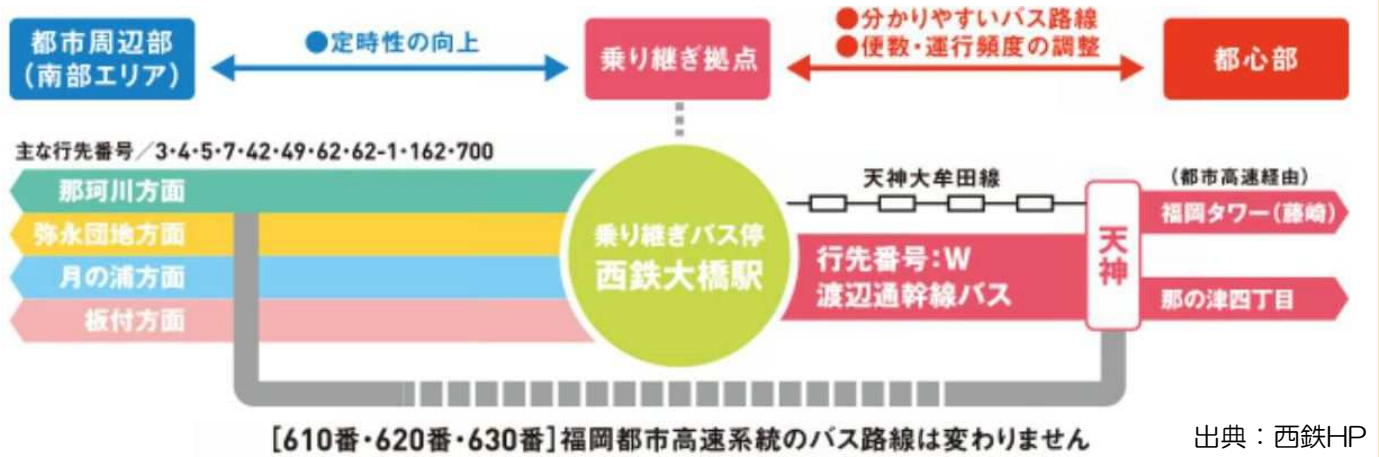 都市周辺部
(南部エリア)
●定時性の向上
乗り継ぎ拠点
●分かりやすいバス路線
●便数・運行頻度の調整
都心部
主な行先番号/3・4・5・7・42・49・62・62-1・162・700
那珂川方面
弥永団地方面
月の浦方面
板付方面
乗り継ぎバス停
西鉄大橋駅
天神大牟田線
行先番号:W
渡辺通幹線バス
天神
(都市高速経由)
福岡タワー(藤崎)
那の津四丁目
[610番・620番・630番]福岡都市高速系統のバス路線は変わりません
出典:西鉄HP